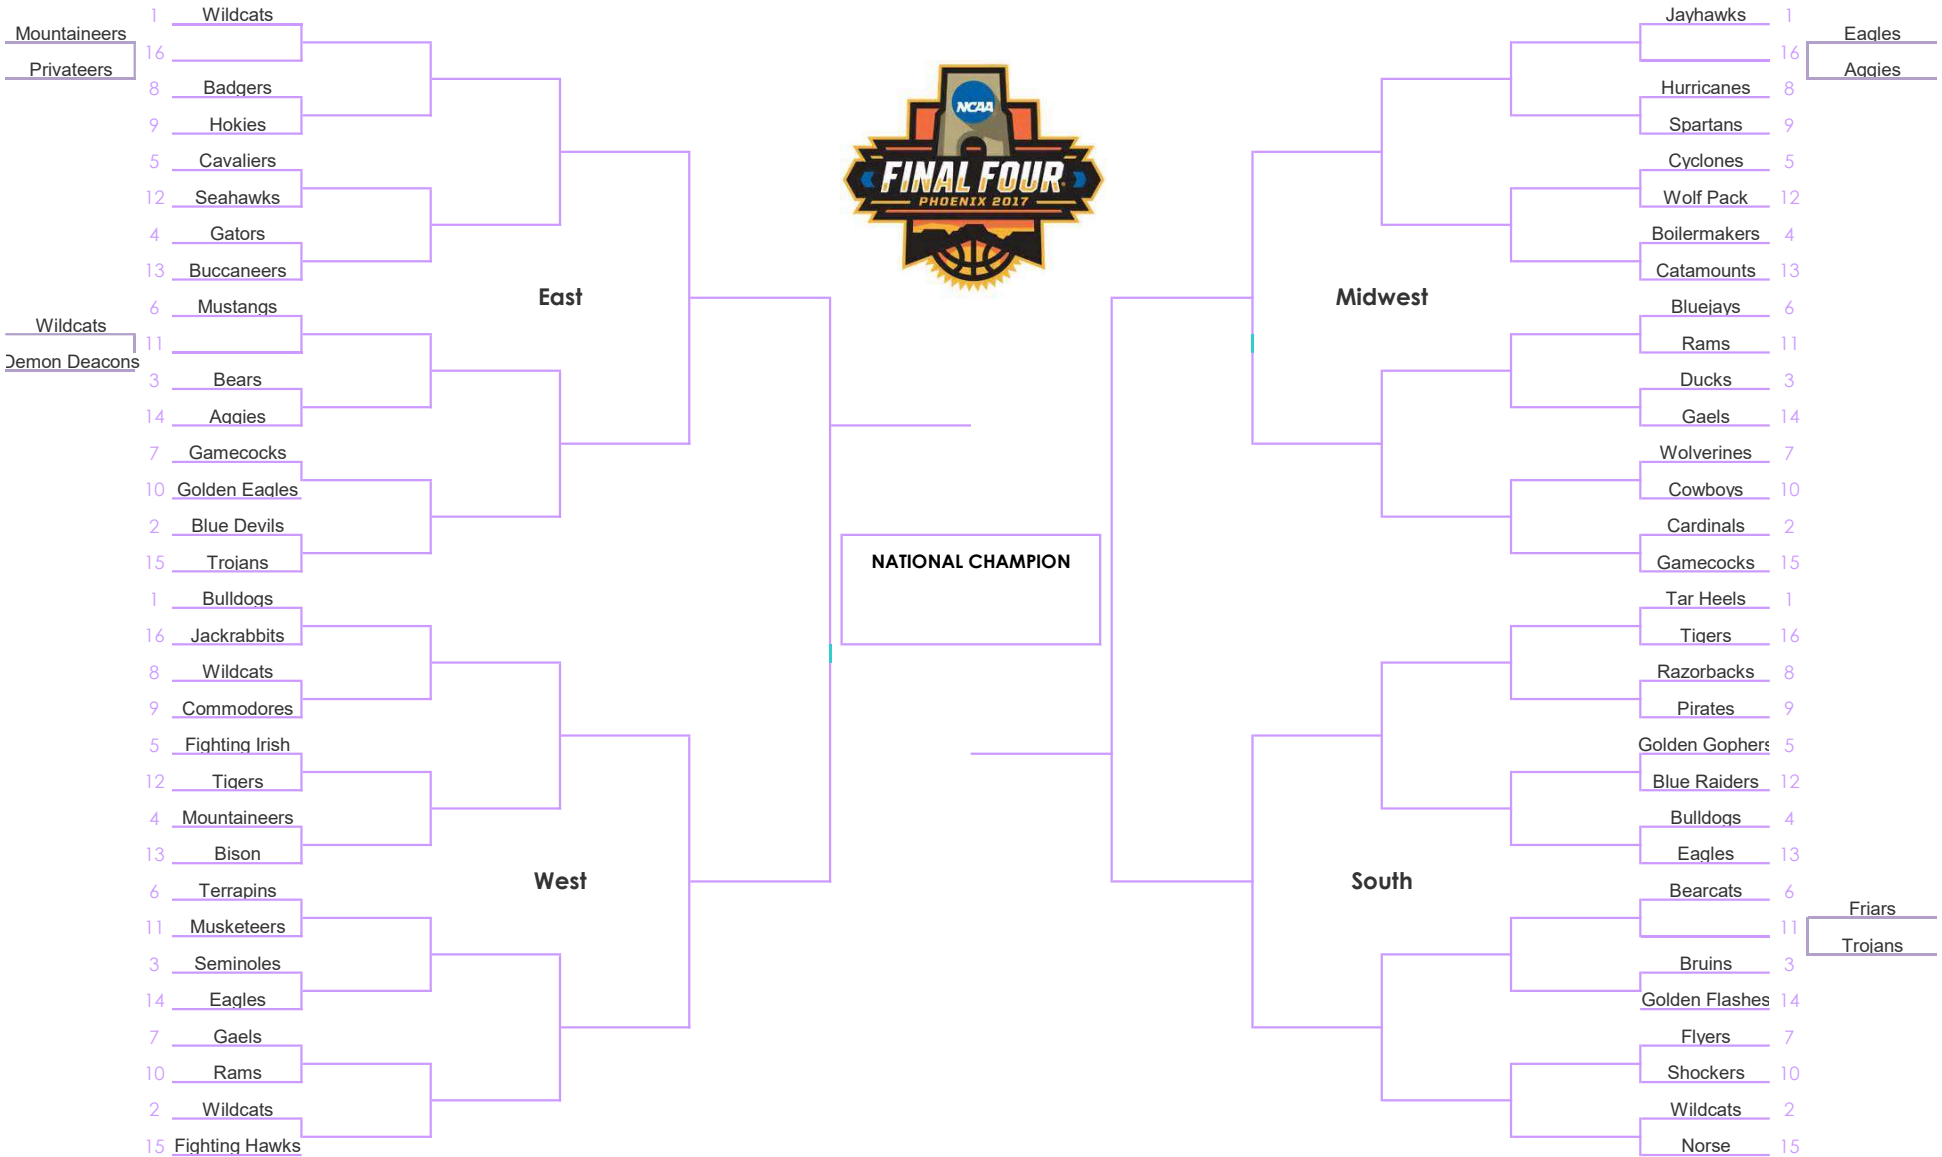 1 Wildcats
Mountaineers
16
Privateers
8 Badgers
9 Hokies
5 Cavaliers
12 Seahawks
4 Gators
13 Buccaneers
East
6 Mustangs
Wildcats
11
Demon Deacons
3 Bears
14 Aggies
7 Gamecocks
10 Golden Eagles
2 Blue Devils
15 Trojans
1 Bulldogs
16 Jackrabbits
8 Wildcats
9 Commodores
5 Fighting Irish
12 Tigers
4 Mountaineers
13 Bison
West
6 Terrapins
11 Musketeers
3 Seminoles
14 Eagles
7 Gaels
10 Rams
2 Wildcats
15 Fighting Hawks
NCAA
FINAL FOUR
PHOENIX 2017
NATIONAL CHAMPION
Jayhawks 1
Eagles
16
Aggies
Hurricanes 8
Spartans 9
Cyclones 5
Wolf Pack 12
Boilermakers 4
Catamounts 13
Midwest
Bluejays 6
Rams 11
Ducks 3
Gaels 14
Wolverines 7
Cowboys 10
Cardinals 2
Gamecocks 15
Tar Heels 1
Tigers 16
Razorbacks 8
Pirates 9
Golden Gophers 5
Blue Raiders 12
Bulldogs 4
Eagles 13
South
Bearcats 6
Friars
11
Trojans
Bruins 3
Golden Flashes 14
Flyers 7
Shockers 10
Wildcats 2
Norse 15